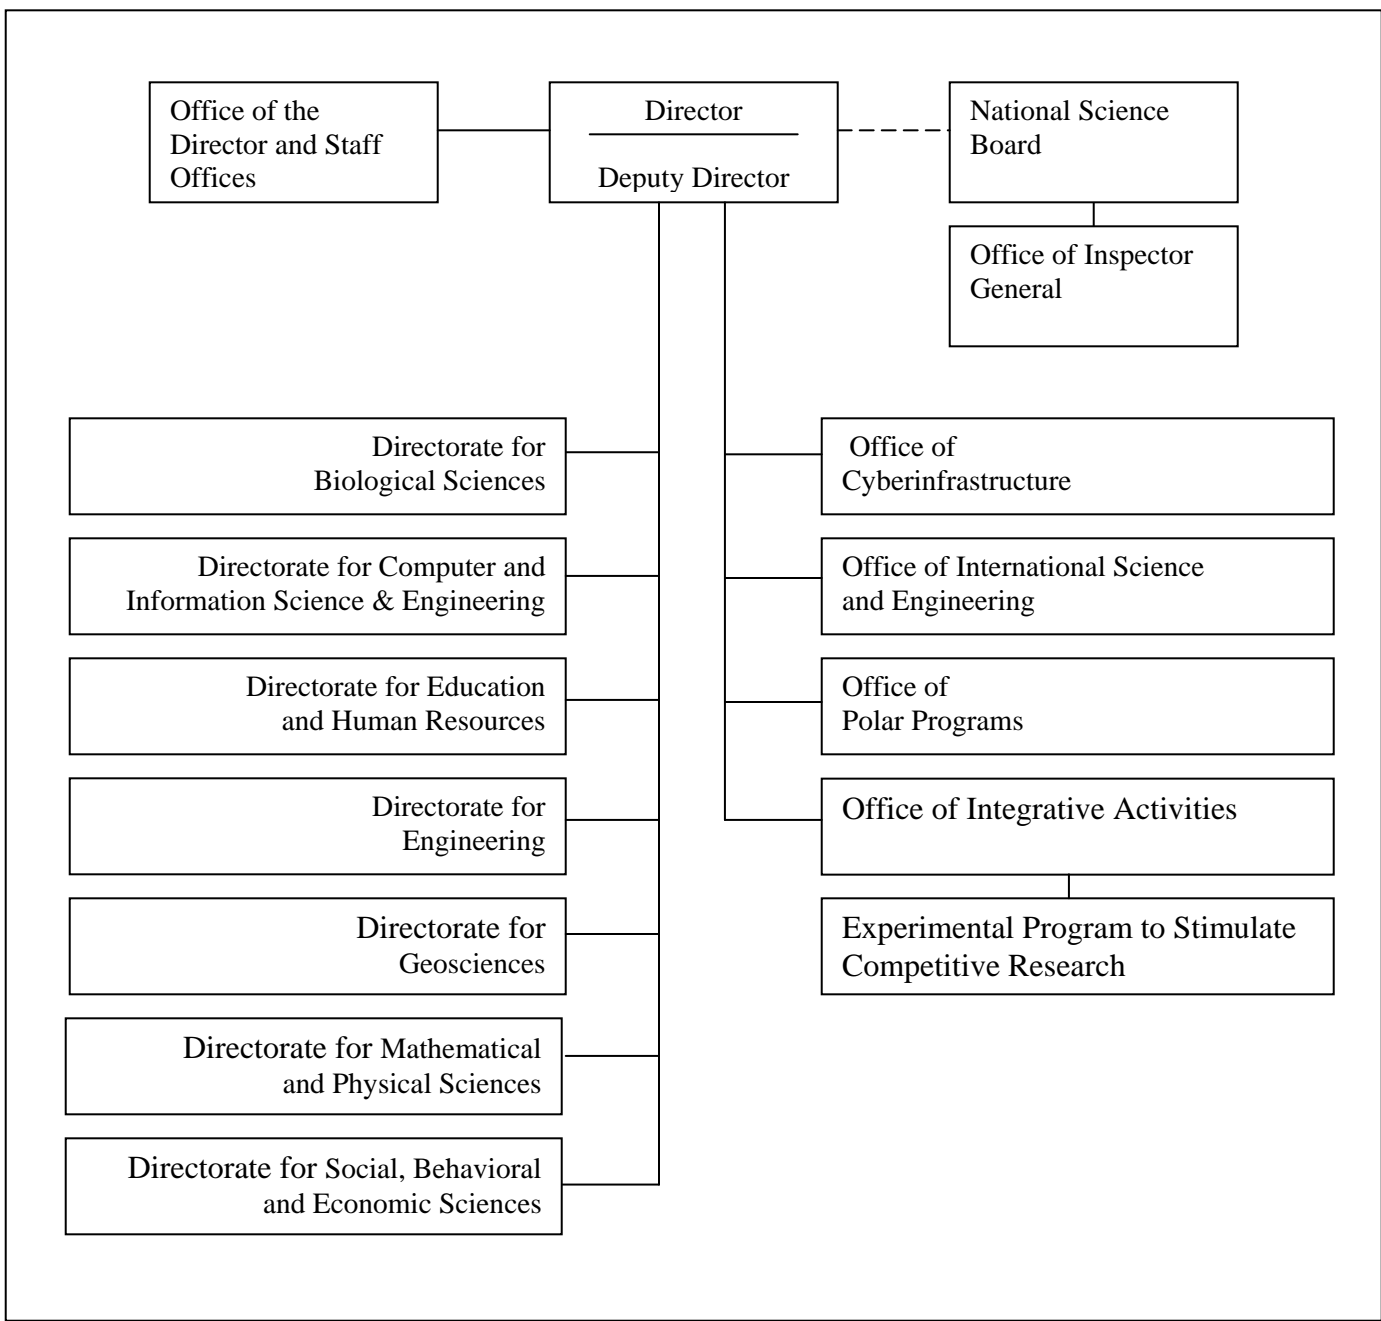 Office of the
Director and Staff
Offices
Director
Deputy Director
National Science
Board
Office of Inspector
General
Directorate for
Biological Sciences
Directorate for Computer and
Information Science & Engineering
Directorate for Education
and Human Resources
Directorate for
Engineering
Directorate for
Geosciences
Directorate for Mathematical
and Physical Sciences
Directorate for Social, Behavioral
and Economic Sciences
Office of
Cyberinfrastructure
Office of International Science
and Engineering
Office of
Polar Programs
Office of Integrative Activities
Experimental Program to Stimulate
Competitive Research